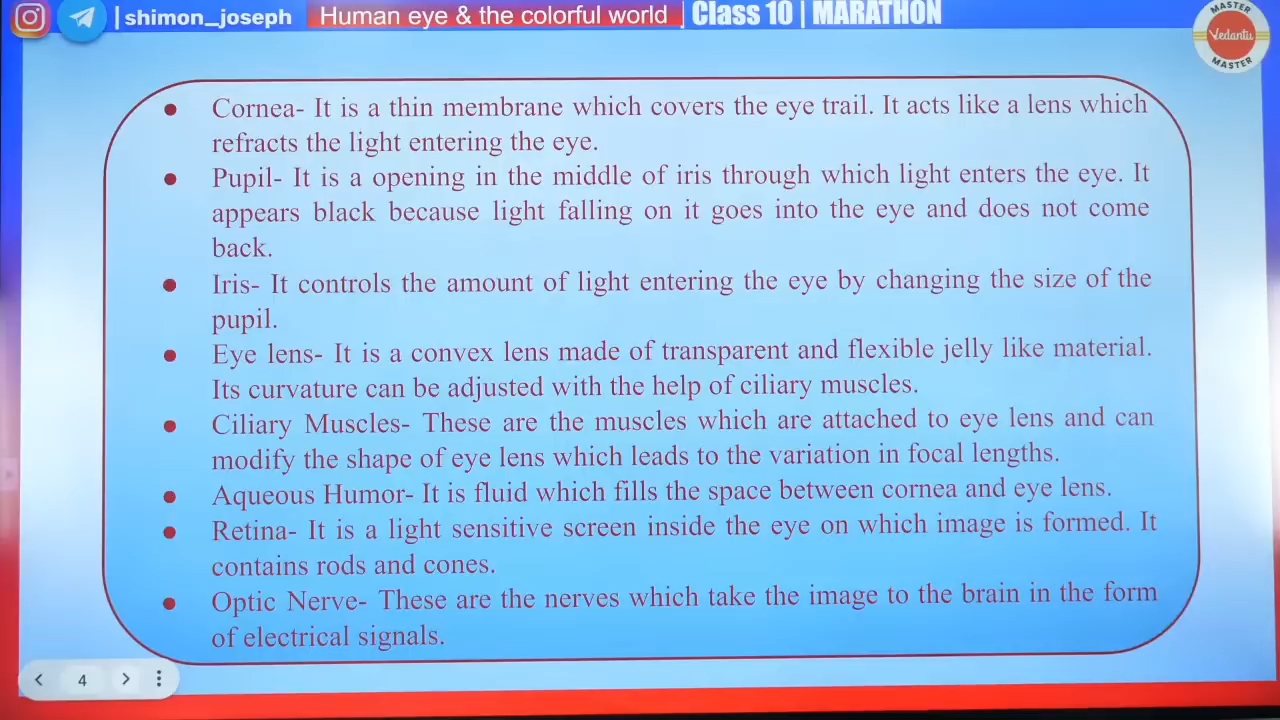 | shimon_joseph Human eye & the colorful world | Class 10 | MARATHON
MASTER
Vedantu
MASTER
● Cornea- It is a thin membrane which covers the eye trail. It acts like a lens which
refracts the light entering the eye.
● Pupil- It is a opening in the middle of iris through which light enters the eye. It
appears black because light falling on it goes into the eye and does not come
back.
● Iris- It controls the amount of light entering the eye by changing the size of the
pupil.
● Eye lens- It is a convex lens made of transparent and flexible jelly like material.
Its curvature can be adjusted with the help of ciliary muscles.
● Ciliary Muscles- These are the muscles which are attached to eye lens and can
modify the shape of eye lens which leads to the variation in focal lengths.
● Aqueous Humor- It is fluid which fills the space between cornea and eye lens.
● Retina- It is a light sensitive screen inside the eye on which image is formed. It
contains rods and cones.
● Optic Nerve- These are the nerves which take the image to the brain in the form
of electrical signals.
4